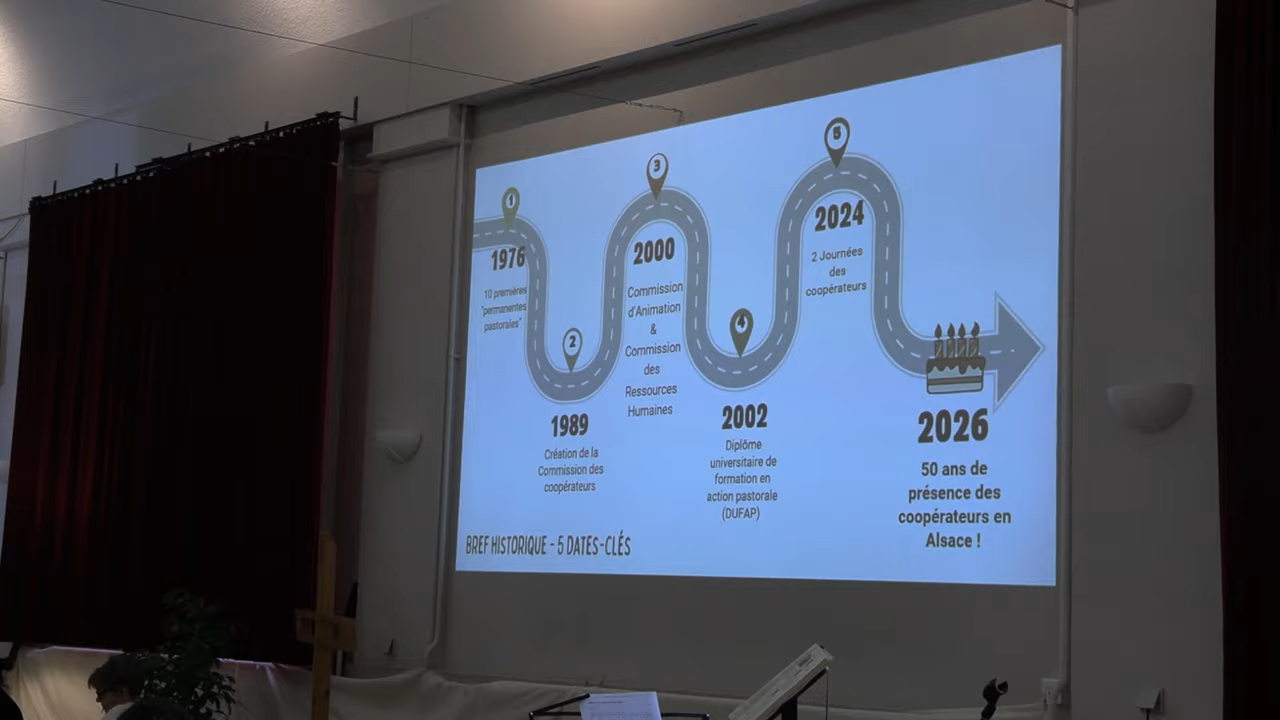 1
1976
10 premières
"permanentes
pastorales"
2
1989
Création de la
Commission des
coopérateurs
3
2000
Commission
d'Animation
&
Commission
des
Ressources
Humaines
4
2002
Diplôme
universitaire de
formation en
action pastorale
(DUFAP)
5
2024
2 Journées
des
coopérateurs
2026
50 ans de
présence des
coopérateurs en
Alsace !
BREF HISTORIQUE - 5 DATES-CLÉS